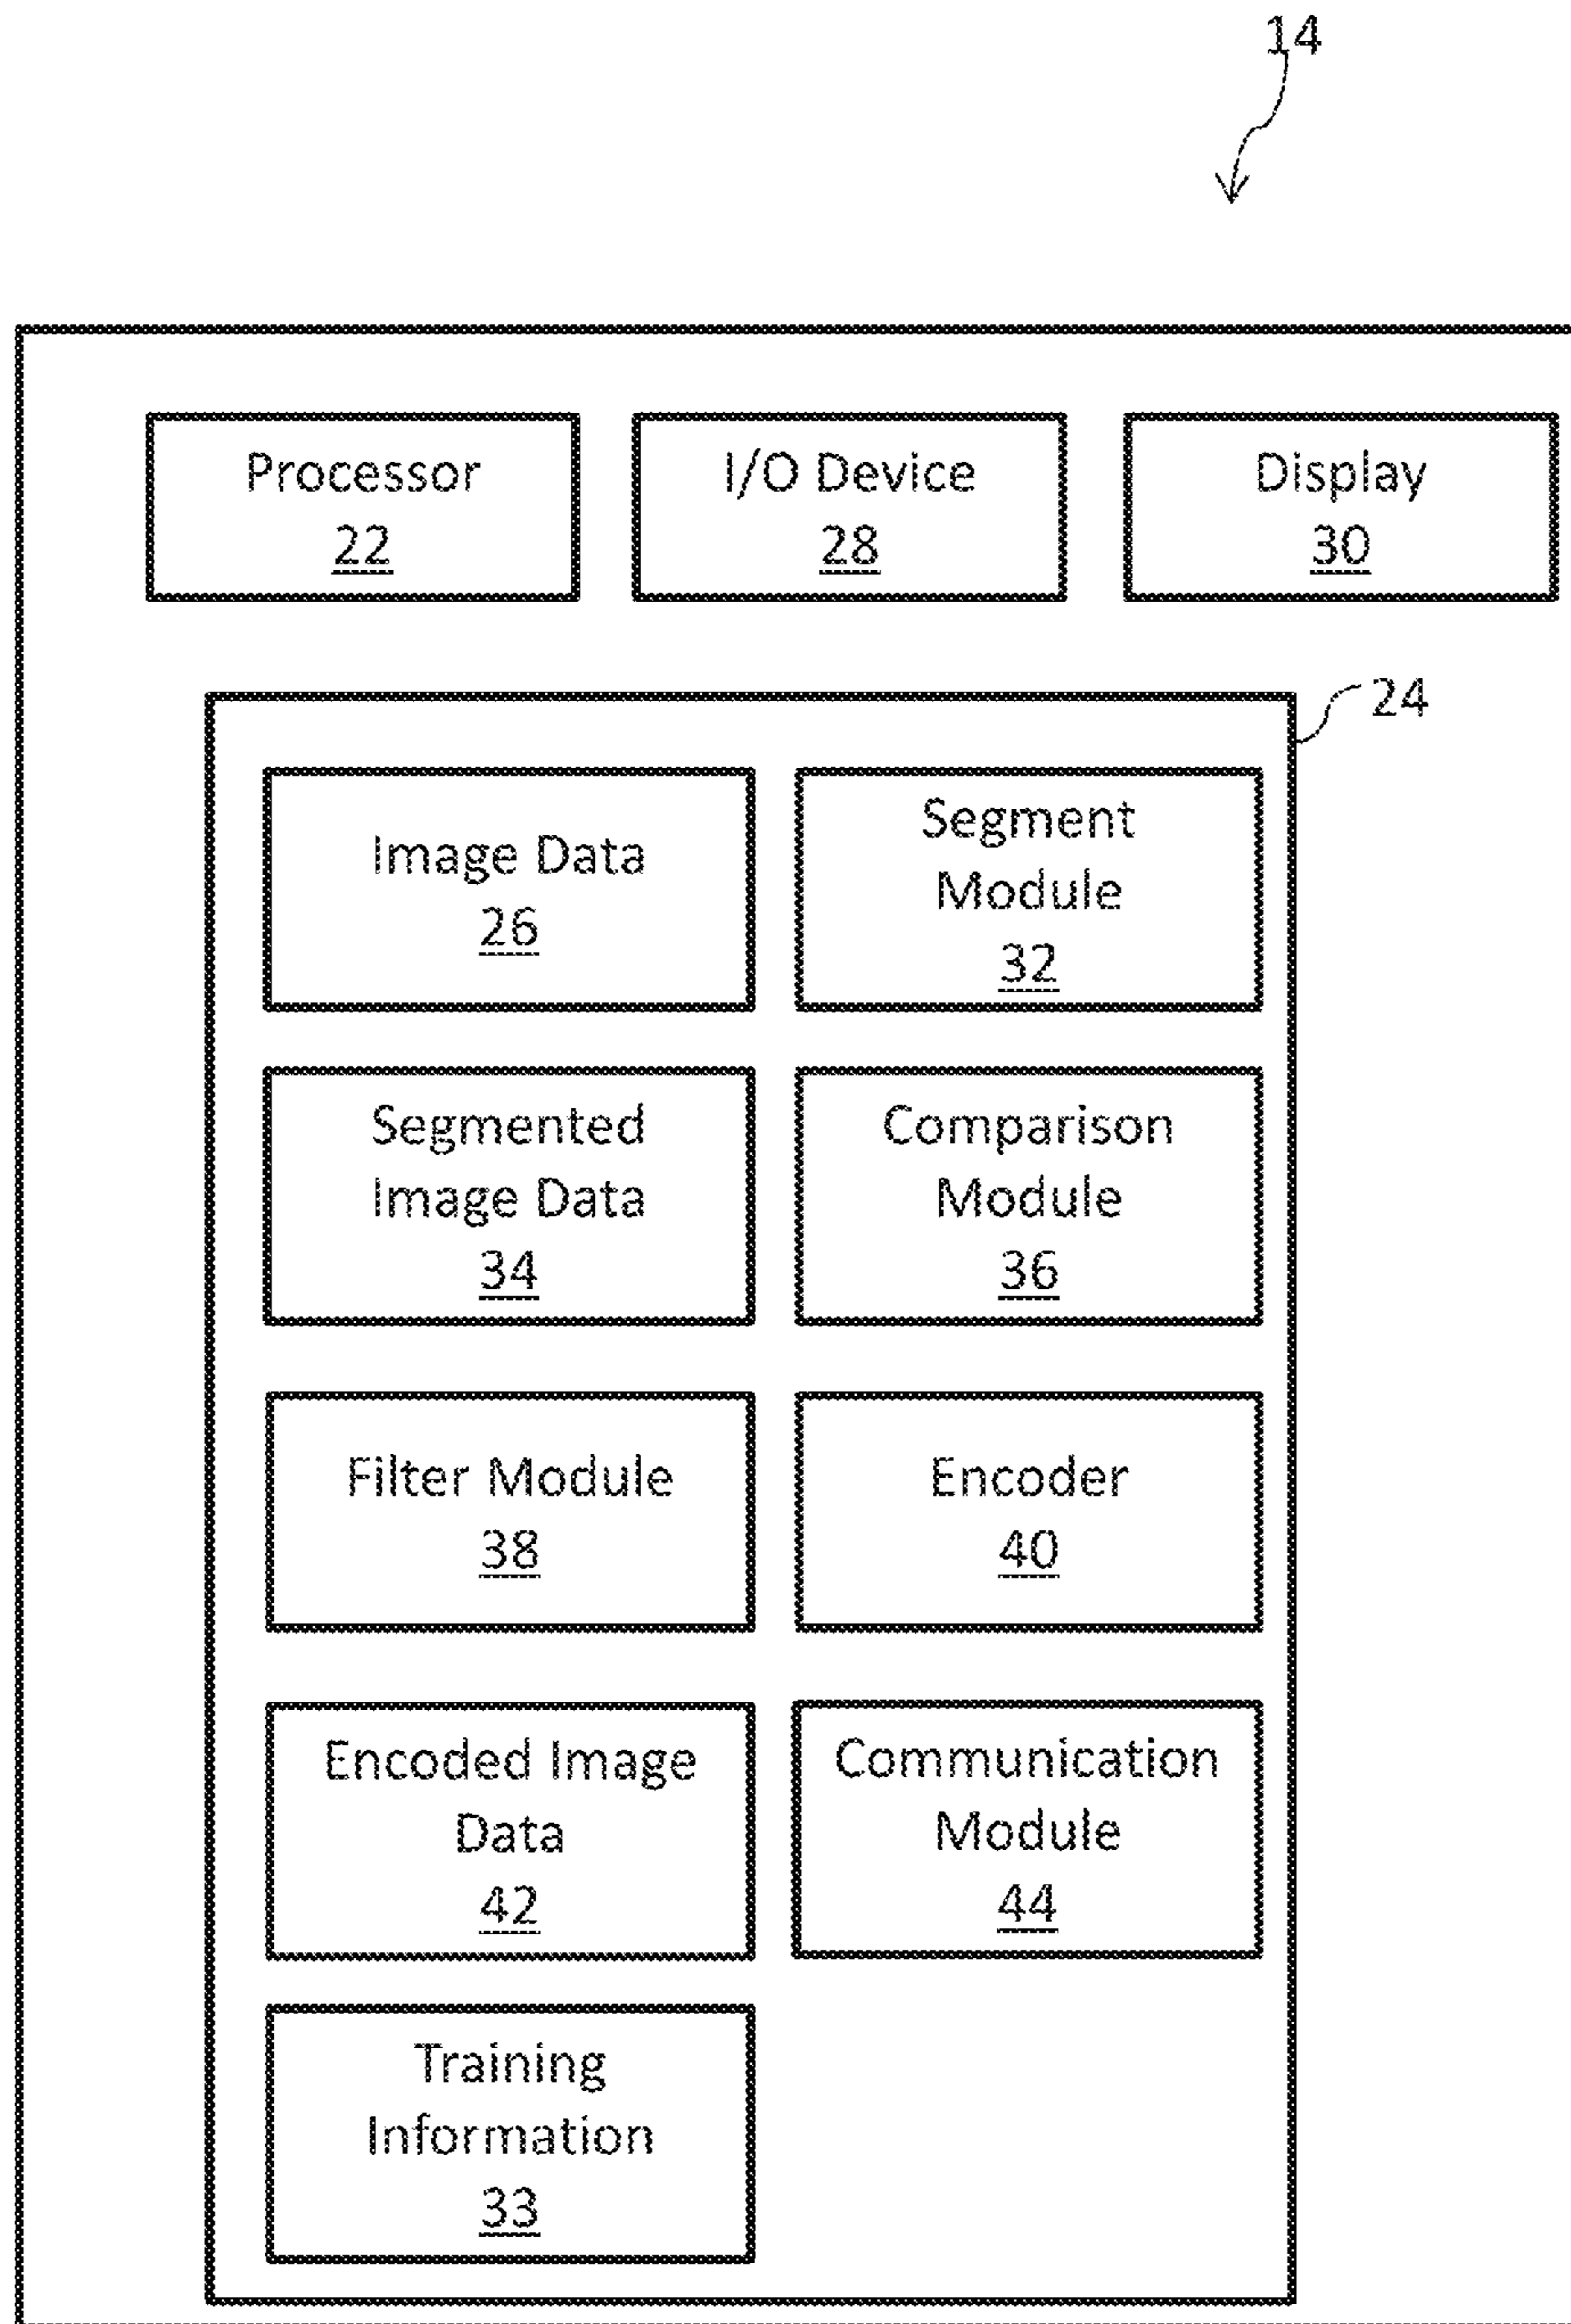 14
Processor
22
I/O Device
28
Display
30
24
Image Data
26
Segment
Module
32
Segmented
Image Data
34
Comparison
Module
36
Filter Module
38
Encoder
40
Encoded Image
Data
42
Communication
Module
44
Training
Information
33